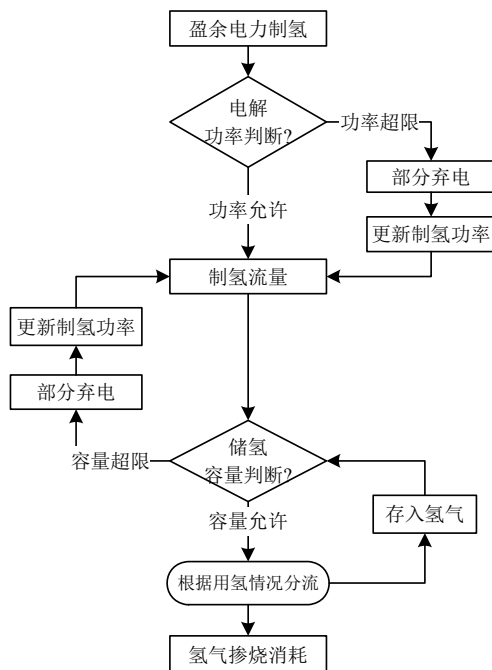 盈余电力制氢
电解
功率判断?
功率超限
部分弃电
功率允许
更新制氢功率
制氢流量
更新制氢功率
部分弃电
储氢
容量判断?
容量超限
容量允许
存入氢气
根据用氢情况分流
氢气掺烧消耗